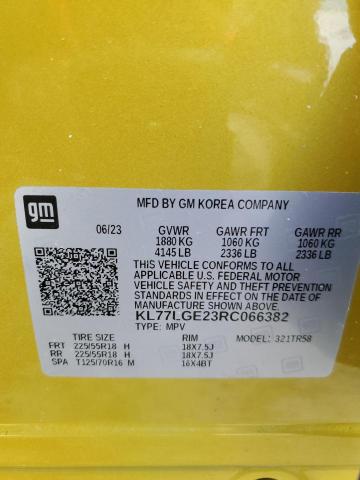 gm
MFD BY GM KOREA COMPANY
06/23 GVWR GAWR FRT GAWR RR
1880 KG 1060 KG 1060 KG
4145 LB 2336 LB 2336 LB
THIS VEHICLE CONFORMS TO ALL
APPLICABLE U.S. FEDERAL MOTOR
VEHICLE SAFETY AND THEFT
STANDARDS IN EFFECT ON THE DATE OF
MANUFACTURE SHOWN ABOVE
KL77LGE23RC066382
TYPE: MPV
TIRE SIZE RIM MODEL: 321TR58
FRT 225/55R18 H 18X7.5J
RR 225/55R18 H 18X7.5J
SPA T125/70R16 M 16X4BT